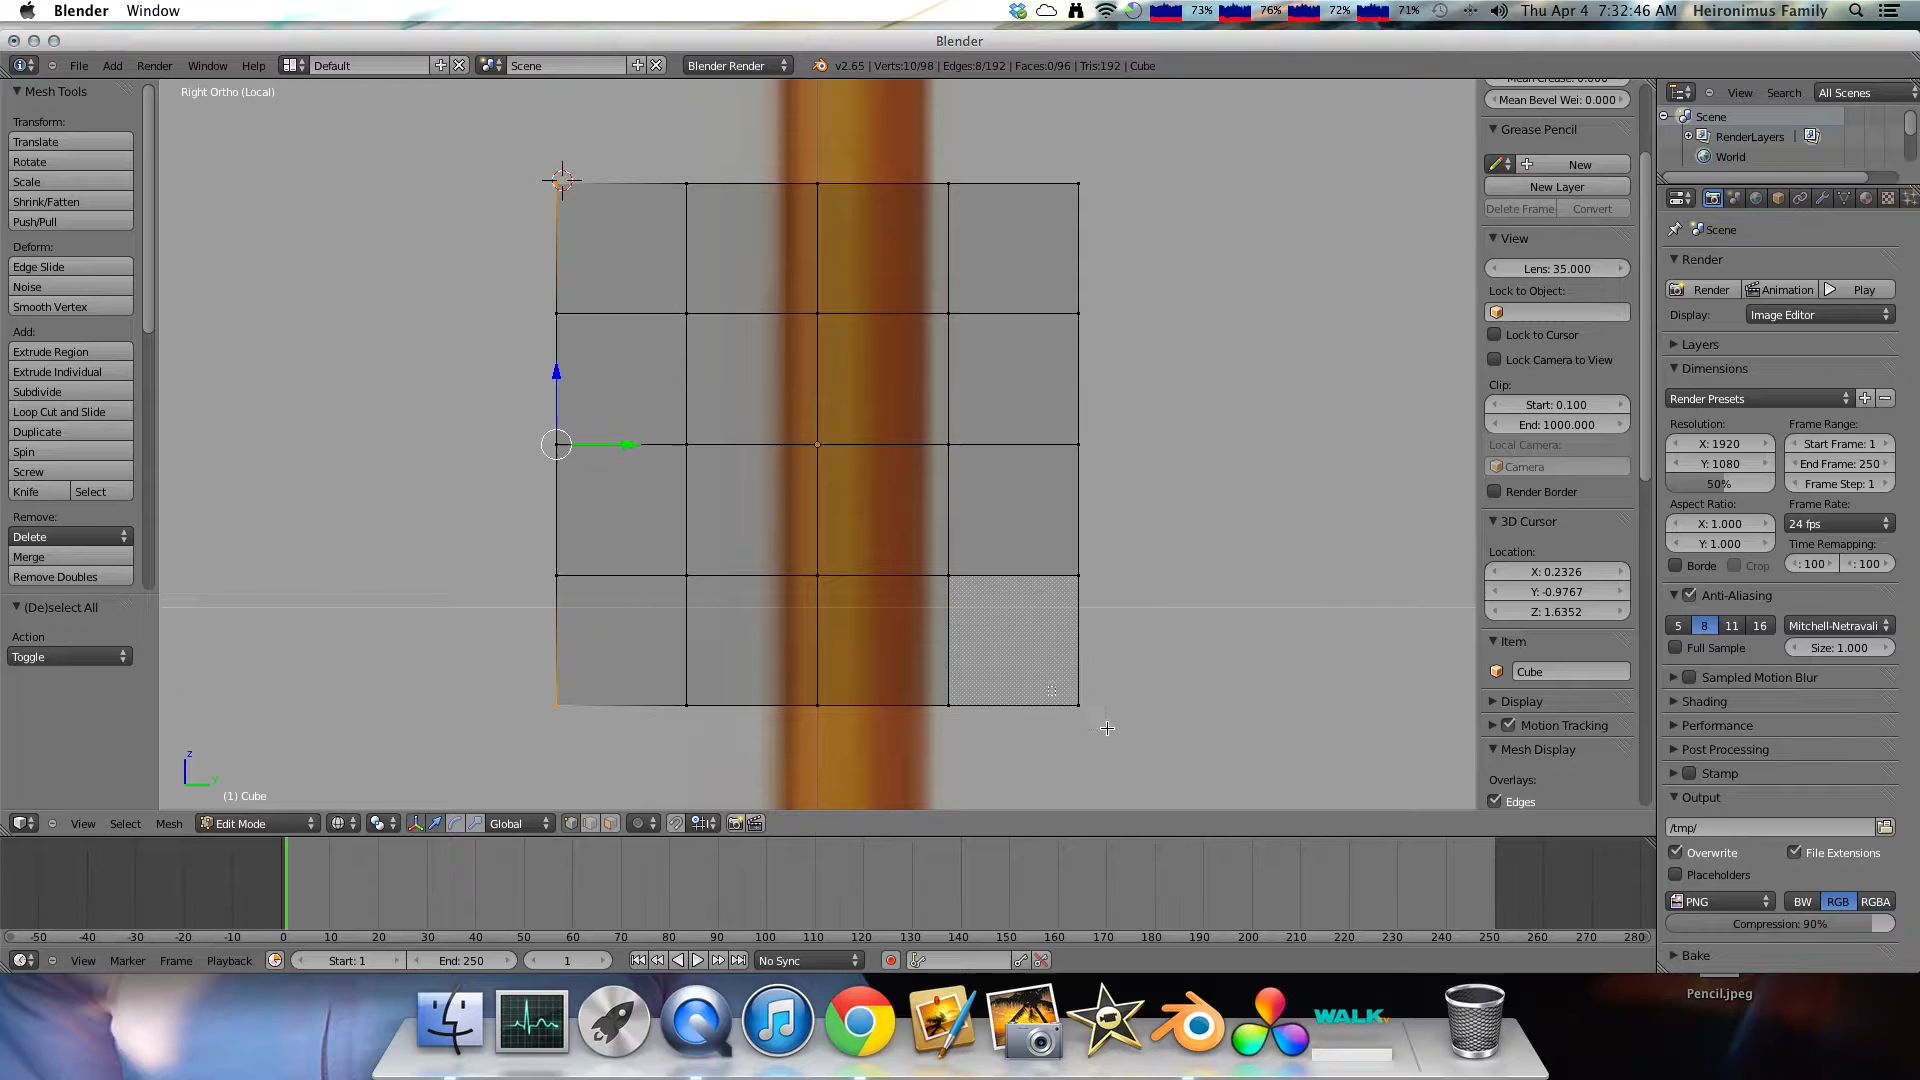 Blender Window 73% 76% 72% 71% Thu Apr 4 7:32:46 AM Heironimus Family
Blender
File Add Render Window Help Default Scene Blender Render v2.65 | Verts:10/98 | Edges:8/192 | Faces:0/96 | Tris:192 | Cube
Mesh Tools
Transform:
Translate
Rotate
Scale
Shrink/Fatten
Push/Pull
Deform:
Edge Slide
Noise
Smooth Vertex
Add:
Extrude Region
Extrude Individual
Subdivide
Loop Cut and Slide
Duplicate
Spin
Screw
Knife Select
Remove:
Delete
Merge
Remove Doubles
(De)select All
Action
Toggle
Right Ortho (Local)
z
y
(1) Cube
Mean Bevel Wei: 0.000
Grease Pencil
New
New Layer
Delete Frame Convert
View
Lens: 35.000
Lock to Object:
Lock to Cursor
Lock Camera to View
Clip:
Start: 0.100
End: 1000.000
Local Camera:
Camera
Render Border
3D Cursor
Location:
X: 0.2326
Y: -0.9767
Z: 1.6352
Item
Cube
Display
Motion Tracking
Mesh Display
Overlays:
Edges
View Search All Scenes
Scene
RenderLayers
World
Scene
Render
Render Animation Play
Display: Image Editor
Layers
Dimensions
Render Presets
Resolution: Frame Range:
X: 1920 Start Frame: 1
Y: 1080 End Frame: 250
50% Frame Step: 1
Aspect Ratio: Frame Rate:
X: 1.000 24 fps
Y: 1.000 Time Remapping:
Borde Crop : 100 : 100
Anti-Aliasing
5 8 11 16 Mitchell-Netravali
Full Sample Size: 1.000
Sampled Motion Blur
Shading
Performance
Post Processing
Stamp
Output
/tmp/
Overwrite File Extensions
Placeholders
PNG BW RGB RGBA
Compression: 90%
Bake
View Select Mesh Edit Mode Global
-50 -40 -30 -20 -10 0 10 20 30 40 50 60 70 80 90 100 110 120 130 140 150 160 170 180 190 200 210 220 230 240 250 260 270 280
View Marker Frame Playback Start: 1 End: 250 1 No Sync
Pencil.jpeg
WALK